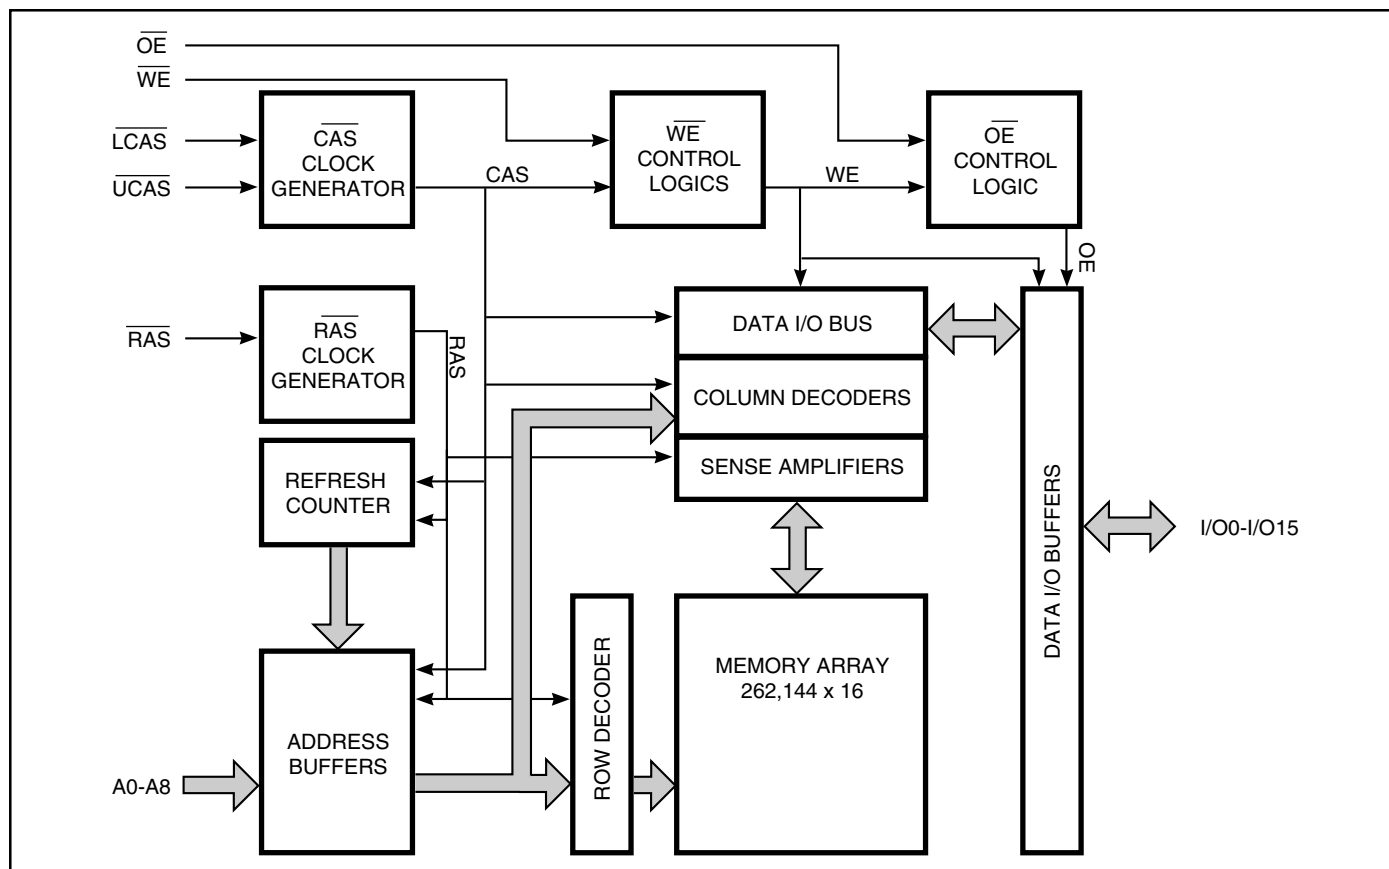 OE
WE
LCAS
UCAS
CAS
CLOCK
GENERATOR
CAS
WE
CONTROL
LOGICS
WE
OE
CONTROL
LOGIC
OE
RAS
RAS
CLOCK
GENERATOR
RAS
DATA I/O BUS
COLUMN DECODERS
SENSE AMPLIFIERS
REFRESH
COUNTER
DATA I/O BUFFERS
I/O0-I/O15
MEMORY ARRAY
262,144 x 16
ROW DECODER
ADDRESS
BUFFERS
A0-A8